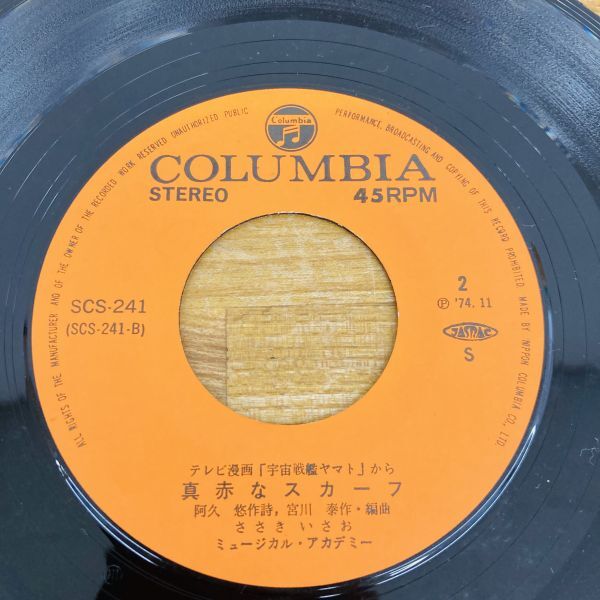 ALL RIGHTS OF THE MANUFACTURER AND OF THE OWNER OF THE RECORDED WORK RESERVED UNAUTHORIZED PUBLIC PERFORMANCE, BROADCASTING AND COPYING OF THIS RECORD PROHIBITED. MADE BY NIPPON COLUMBIA CO., LTD.
Columbia
COLUMBIA
STEREO 45RPM
2
SCS-241 Ⓟ '74.11
(SCS-241-B) JASRAC
S
テレビ漫画「宇宙戦艦ヤマト」から
真赤なスカーフ
阿久 悠作詩, 宮川 泰作・編曲
ささきいさお
ミュージカル・アカデミー